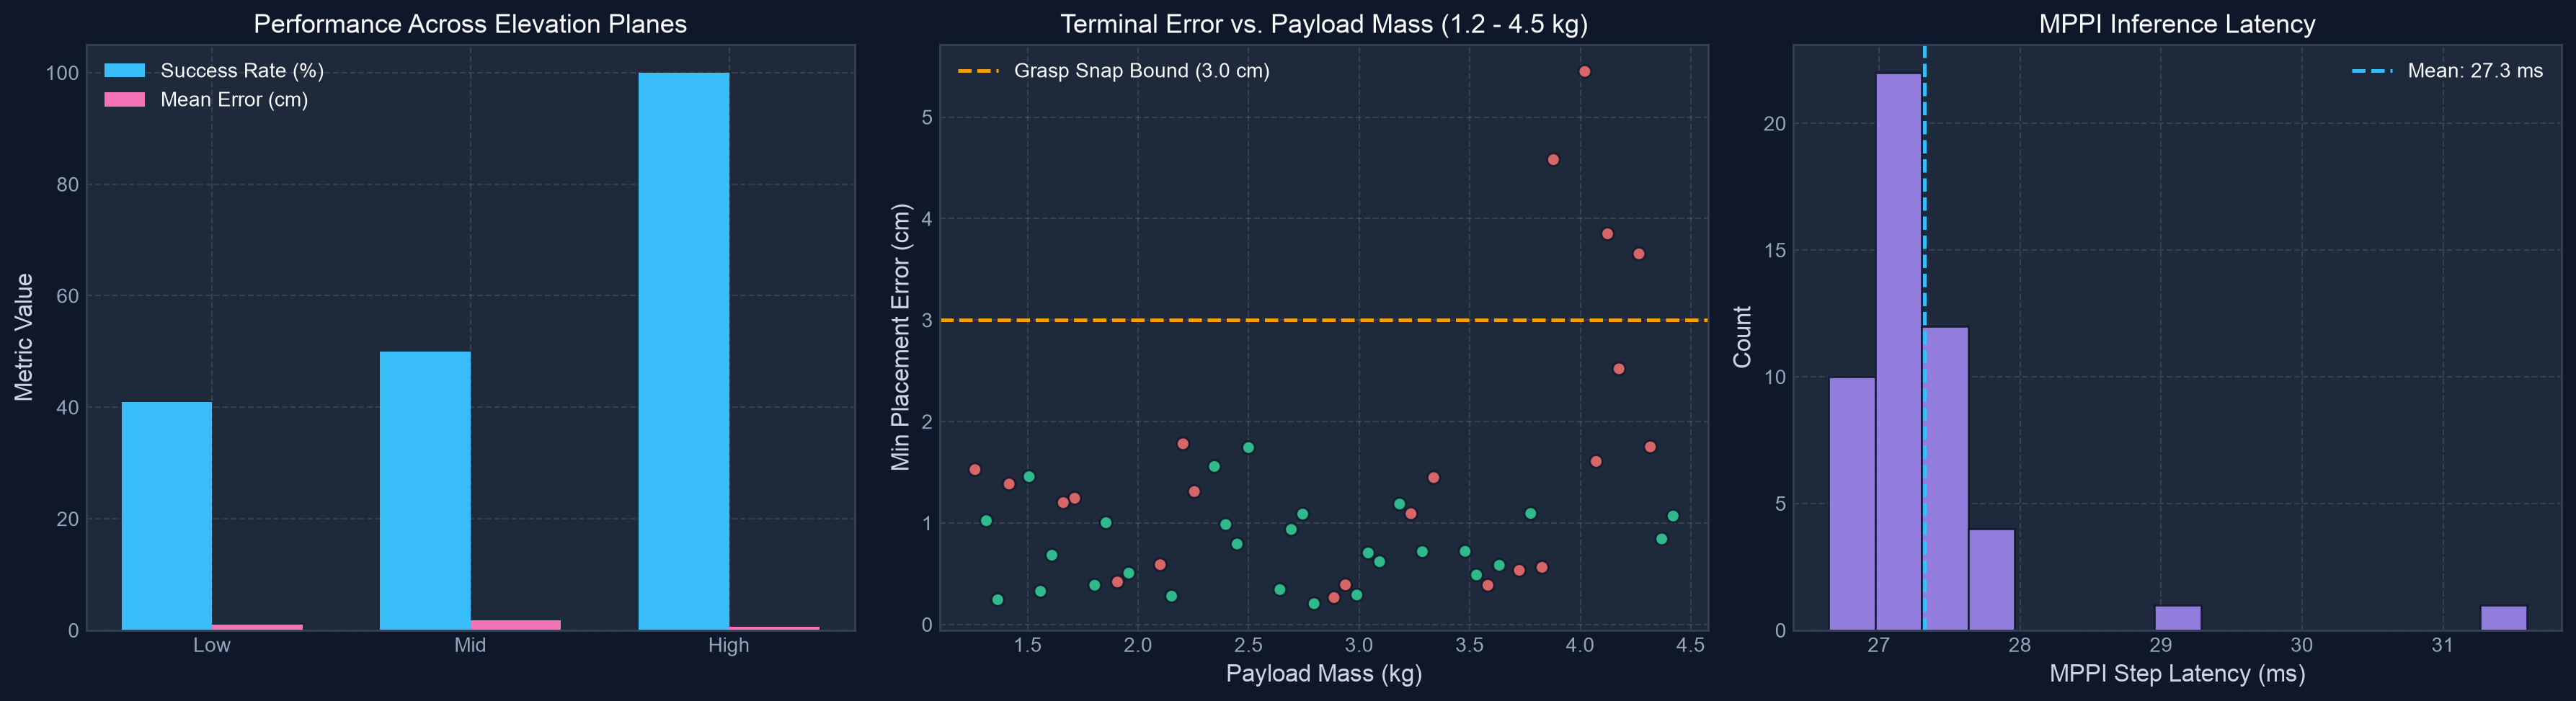 Performance Across Elevation Planes
Success Rate (%)
Mean Error (cm)
Metric Value
100
80
60
40
20
0
Low Mid High
Terminal Error vs. Payload Mass (1.2 - 4.5 kg)
Grasp Snap Bound (3.0 cm)
Min Placement Error (cm)
5
4
3
2
1
0
1.5 2.0 2.5 3.0 3.5 4.0 4.5
Payload Mass (kg)
MPPI Inference Latency
Mean: 27.3 ms
Count
20
15
10
5
0
27 28 29 30 31
MPPI Step Latency (ms)